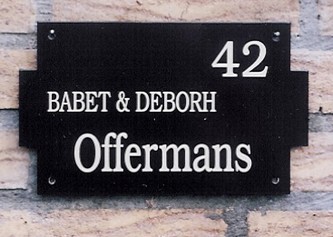 42
BABET & DEBORH
Offermans